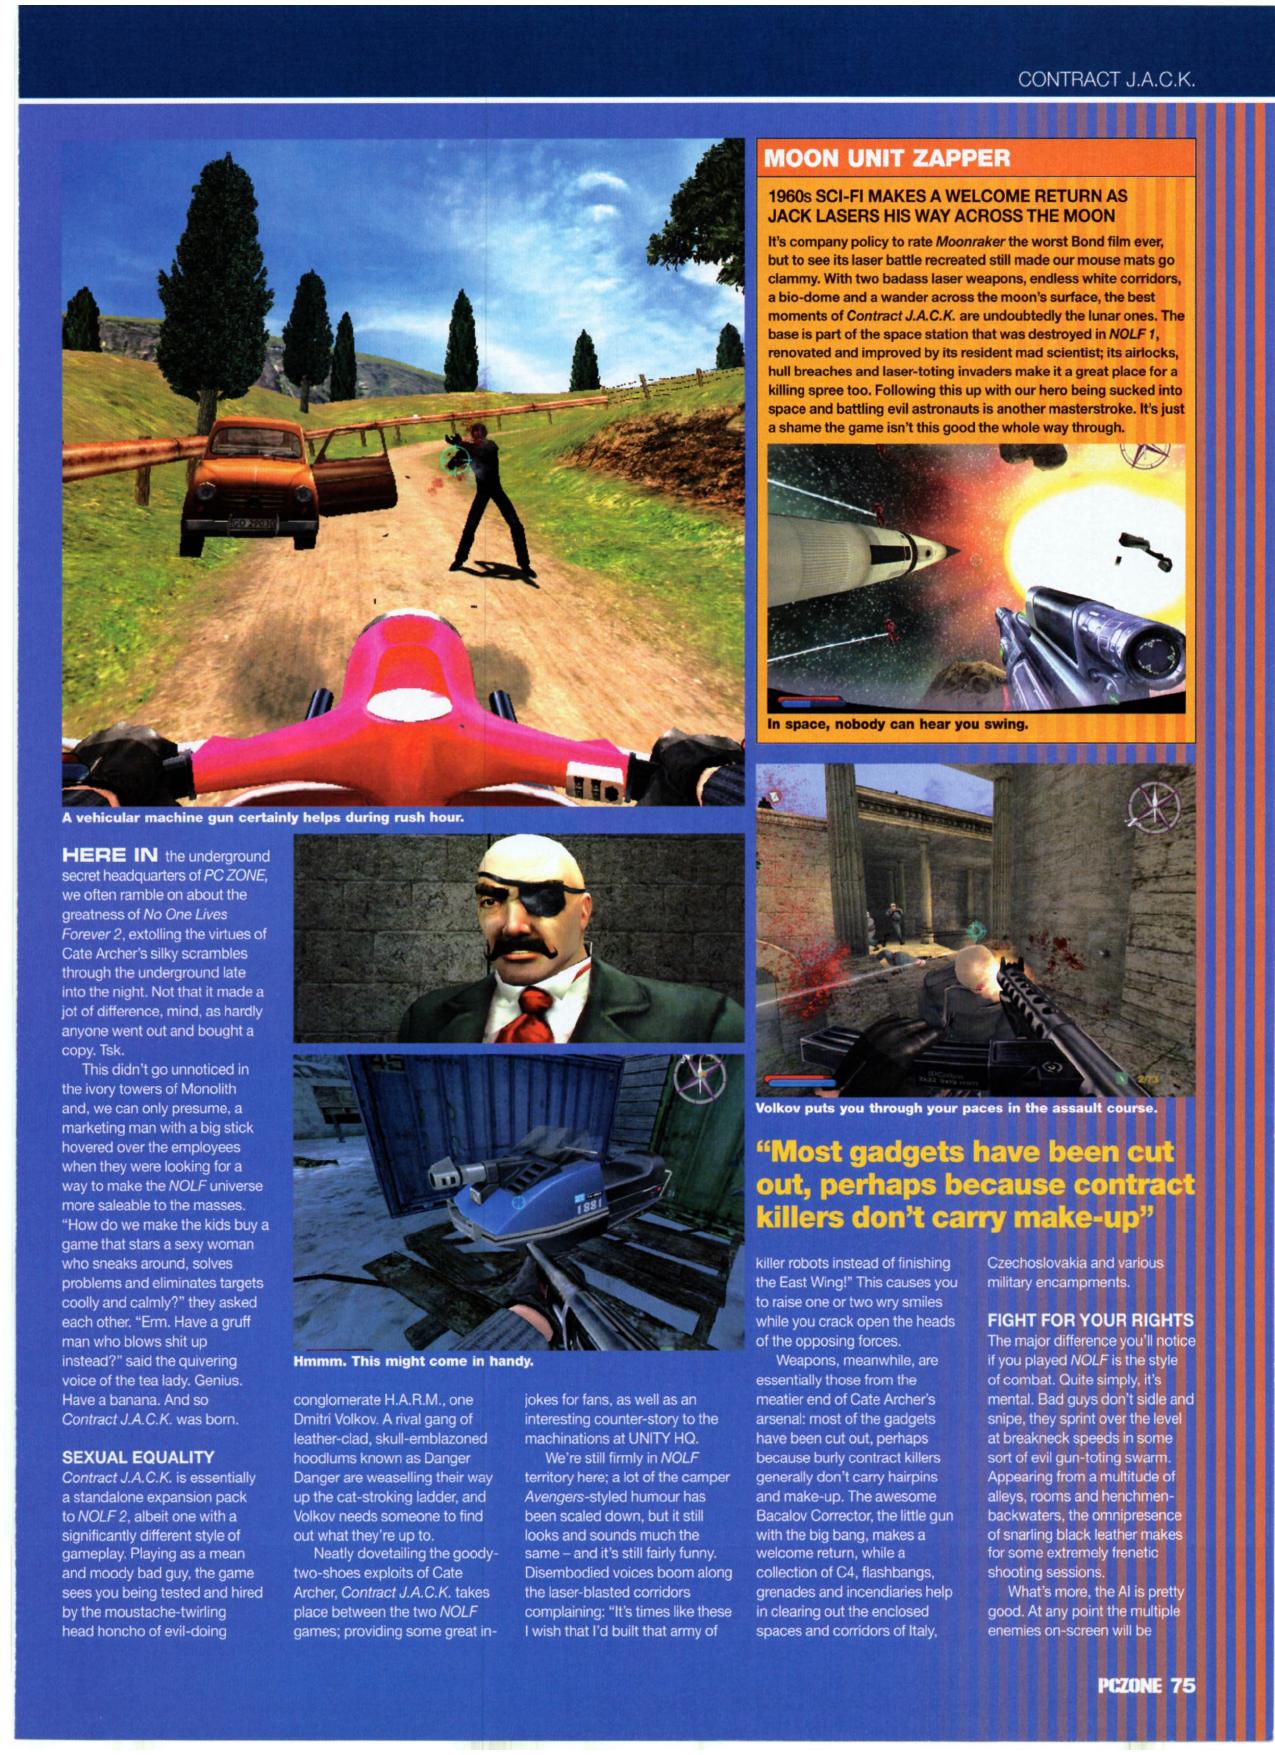 CONTRACT J.A.C.K.
MOON UNIT ZAPPER
1960s SCI-FI MAKES A WELCOME RETURN AS
JACK LASERS HIS WAY ACROSS THE MOON
It's company policy to rate Moonraker the worst Bond film ever,
but to see its laser battle recreated still made our mouse mats go
clammy. With two badass laser weapons, endless white corridors,
a bio-dome and a wander across the moon's surface, the best
moments of Contract J.A.C.K. are undoubtedly the lunar ones. The
base is part of the space station that was destroyed in NOLF 1,
renovated and improved by its resident mad scientist; its airlocks,
hull breaches and laser-toting invaders make it a great place for a
killing spree too. Following this up with our hero being sucked into
space and battling evil astronauts is another masterstroke. It's just
a shame the game isn't this good the whole way through.
In space, nobody can hear you swing.
A vehicular machine gun certainly helps during rush hour.
HERE IN the underground
secret headquarters of PC ZONE,
we often ramble on about the
greatness of No One Lives
Forever 2, extolling the virtues of
Cate Archer's silky scrambles
through the underground late
into the night. Not that it made a
jot of difference, mind, as hardly
anyone went out and bought a
copy. Tsk.
This didn't go unnoticed in
the ivory towers of Monolith
and, we can only presume, a
marketing man with a big stick
hovered over the employees
when they were looking for a
way to make the NOLF universe
more saleable to the masses.
"How do we make the kids buy a
game that stars a sexy woman
who sneaks around, solves
problems and eliminates targets
coolly and calmly?" they asked
each other. "Erm. Have a gruff
man who blows shit up
instead?" said the quivering
voice of the tea lady. Genius.
Have a banana. And so
Contract J.A.C.K. was born.
SEXUAL EQUALITY
Contract J.A.C.K. is essentially
a standalone expansion pack
to NOLF 2, albeit one with a
significantly different style of
gameplay. Playing as a mean
and moody bad guy, the game
sees you being tested and hired
by the moustache-twirling
head honcho of evil-doing
1881
Hmmm. This might come in handy.
conglomerate H.A.R.M., one
Dmitri Volkov. A rival gang of
leather-clad, skull-emblazoned
hoodlums known as Danger
Danger are weaselling their way
up the cat-stroking ladder, and
Volkov needs someone to find
out what they're up to.
Neatly dovetailing the goody-
two-shoes exploits of Cate
Archer, Contract J.A.C.K. takes
place between the two NOLF
games; providing some great in-
jokes for fans, as well as an
interesting counter-story to the
machinations at UNITY HQ.
We're still firmly in NOLF
territory here; a lot of the camper
Avengers-styled humour has
been scaled down, but it still
looks and sounds much the
same – and it's still fairly funny.
Disembodied voices boom along
the laser-blasted corridors
complaining: "It's times like these
I wish that I'd built that army of
Volkov puts you through your paces in the assault course.
"Most gadgets have been cut
out, perhaps because contract
killers don't carry make-up"
killer robots instead of finishing
the East Wing!" This causes you
to raise one or two wry smiles
while you crack open the heads
of the opposing forces.
Weapons, meanwhile, are
essentially those from the
meatier end of Cate Archer's
arsenal: most of the gadgets
have been cut out, perhaps
because burly contract killers
generally don't carry hairpins
and make-up. The awesome
Bacalov Corrector, the little gun
with the big bang, makes a
welcome return, while a
collection of C4, flashbangs,
grenades and incendiaries help
in clearing out the enclosed
spaces and corridors of Italy,
Czechoslovakia and various
military encampments.
FIGHT FOR YOUR RIGHTS
The major difference you'll notice
if you played NOLF is the style
of combat. Quite simply, it's
mental. Bad guys don't sidle and
snipe, they sprint over the level
at breakneck speeds in some
sort of evil gun-toting swarm.
Appearing from a multitude of
alleys, rooms and henchmen-
backwaters, the omnipresence
of snarling black leather makes
for some extremely frenetic
shooting sessions.
What's more, the AI is pretty
good. At any point the multiple
enemies on-screen will be
PCZONE 75